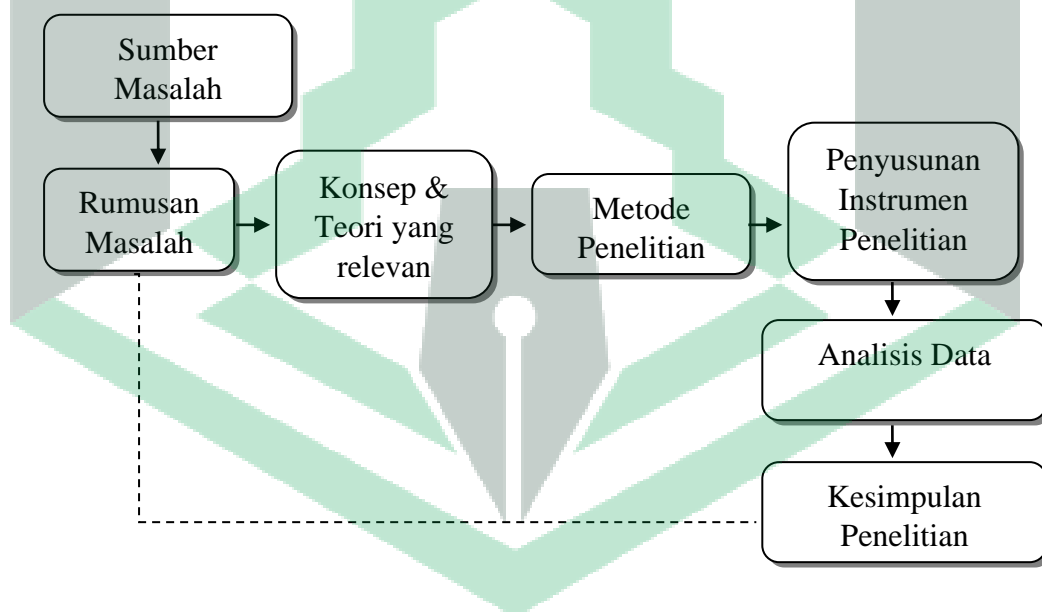 Sumber
Masalah
Rumusan
Masalah
Konsep &
Teori yang
relevan
Metode
Penelitian
Penyusunan
Instrumen
Penelitian
Analisis Data
Kesimpulan
Penelitian